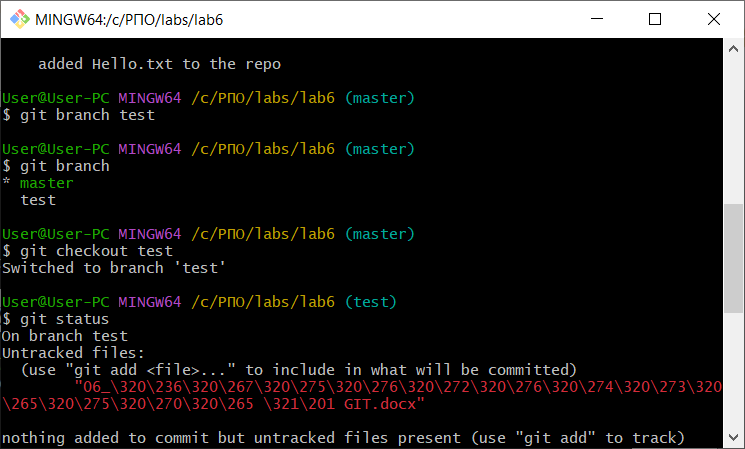 MINGW64:/c/РПО/labs/lab6
    added Hello.txt to the repo
User@User-PC MINGW64 /c/РПО/labs/lab6 (master)
$ git branch test
User@User-PC MINGW64 /c/РПО/labs/lab6 (master)
$ git branch
* master
  test
User@User-PC MINGW64 /c/РПО/labs/lab6 (master)
$ git checkout test
Switched to branch 'test'
User@User-PC MINGW64 /c/РПО/labs/lab6 (test)
$ git status
On branch test
Untracked files:
  (use "git add <file>..." to include in what will be committed)
        "06_\320\236\320\267\320\275\320\276\320\272\320\276\320\274\320\273\320
\265\320\275\320\270\320\265 \321\201 GIT.docx"
nothing added to commit but untracked files present (use "git add" to track)